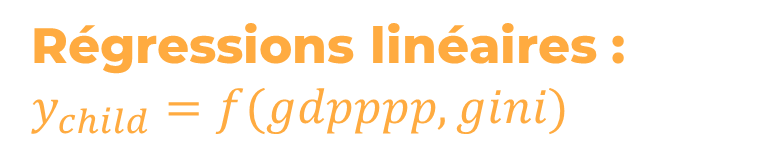 Régressions linéaires :
y_child = f(gdpppp, gini)